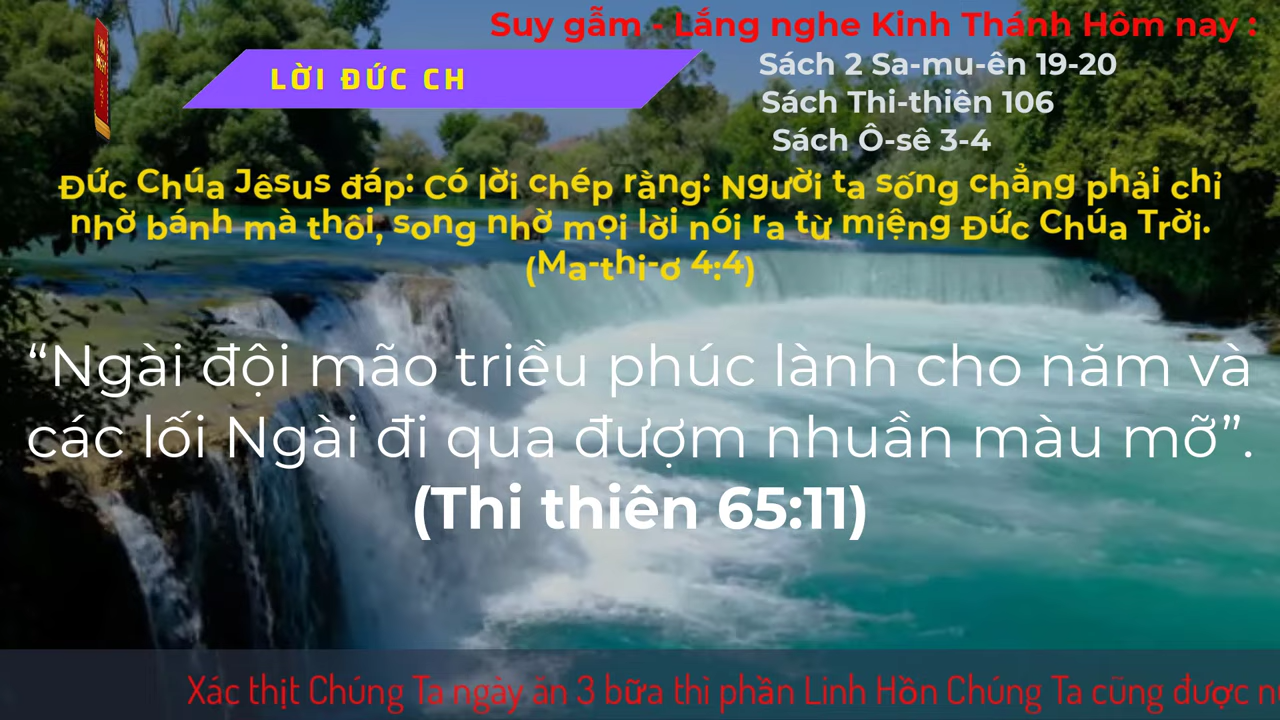 Suy gẫm - Lắng nghe Kinh Thánh Hôm nay :
LỜI ĐỨC CH
Sách 2 Sa-mu-ên 19-20
Sách Thi-thiên 106
Sách Ô-sê 3-4
Đức Chúa Jêsus đáp: Có lời chép rằng: Người ta sống chẳng phải chỉ
nhờ bánh mà thôi, song nhờ mọi lời nói ra từ miệng Đức Chúa Trời.
(Ma-thi-ơ 4:4)
“Ngài đội mão triều phúc lành cho năm và
các lối Ngài đi qua đượm nhuần màu mỡ”.
(Thi thiên 65:11)
Xác thịt Chúng Ta ngày ăn 3 bữa thì phần Linh Hồn Chúng Ta cũng được